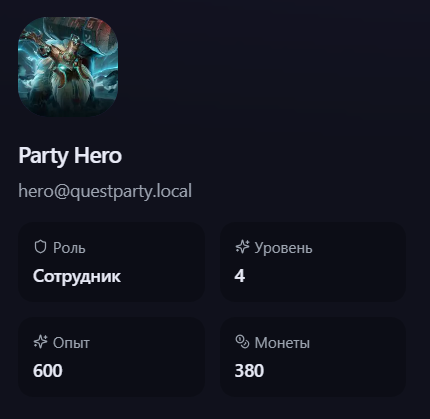 Party Hero
hero@questparty.local
Роль
Уровень
Сотрудник
4
Опыт
Монеты
600
380